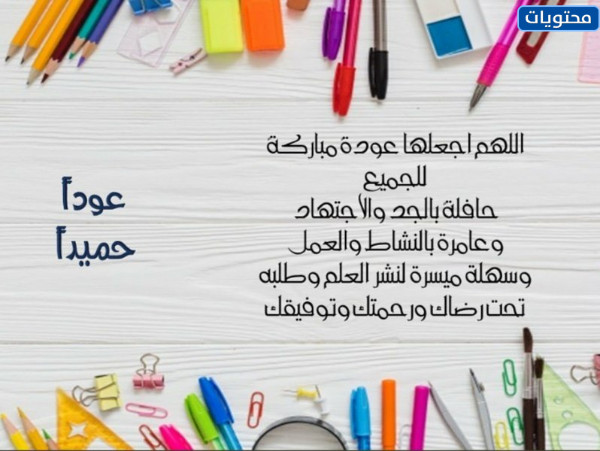 محتويات
اللهم اجعلها عودة مباركة
للجميع
حافلة بالجد والأجتهاد
وعامرة بالنشاط والعمل
وسهلة ميسرة لنشر العلم وطلبه
تحت رضاك ورحمتك وتوفيقك
عوداً
حميداً